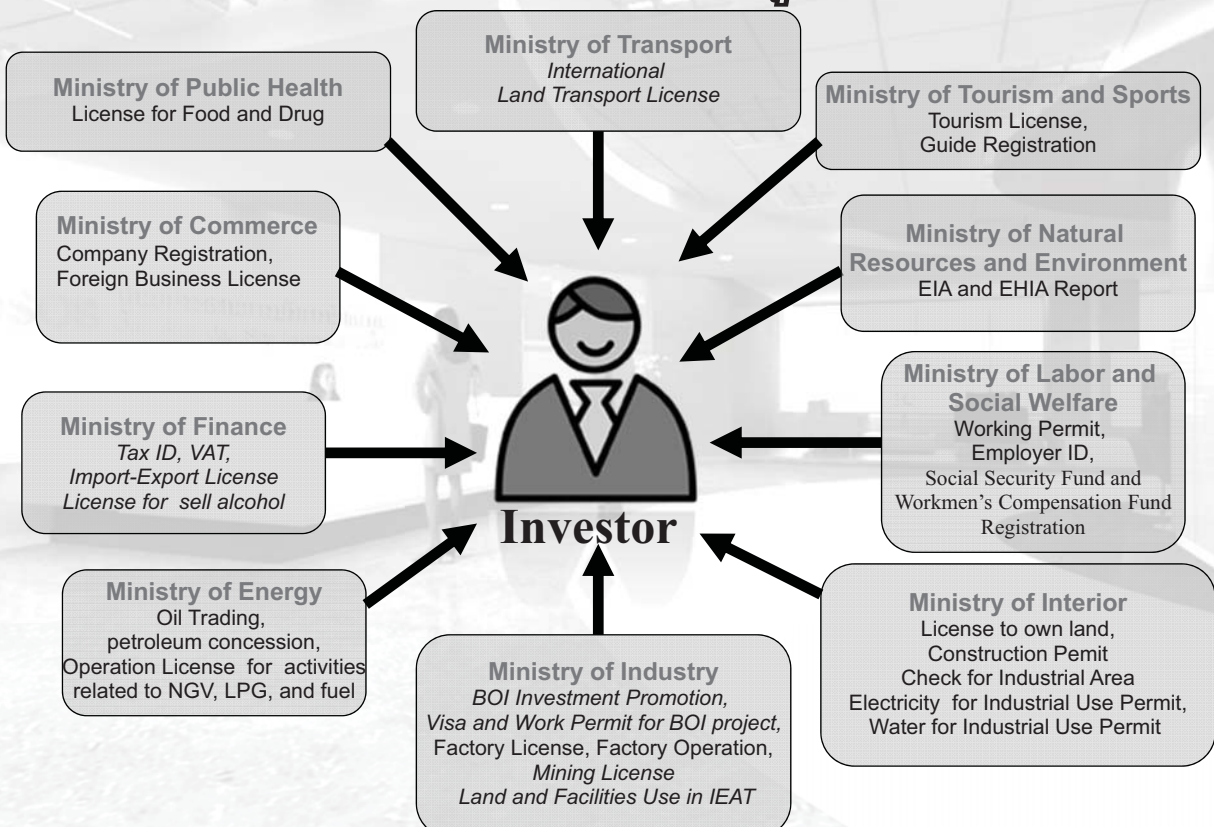 Ministry of Transport
International
Land Transport License
Ministry of Public Health
License for Food and Drug
Ministry of Tourism and Sports
Tourism License,
Guide Registration
Ministry of Commerce
Company Registration,
Foreign Business License
Ministry of Natural
Resources and Environment
EIA and EHIA Report
Ministry of Labor and
Social Welfare
Working Permit,
Employer ID,
Social Security Fund and
Workmen's Compensation Fund
Registration
Ministry of Finance
Tax ID, VAT,
Import-Export License
License for sell alcohol
Investor
Ministry of Energy
Oil Trading,
petroleum concession,
Operation License for activities
related to NGV, LPG, and fuel
Ministry of Industry
BOI Investment Promotion,
Visa and Work Permit for BOI project,
Factory License, Factory Operation,
Mining License
Land and Facilities Use in IEAT
Ministry of Interior
License to own land,
Construction Pemit
Check for Industrial Area
Electricity for Industrial Use Permit,
Water for Industrial Use Permit